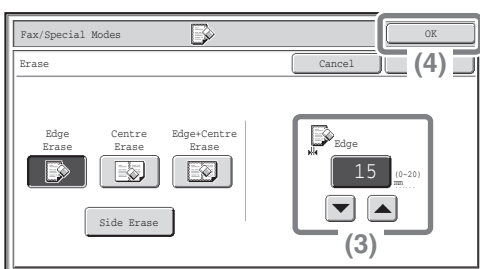 Fax/Special Modes
OK
Erase
Cancel
(4)
Edge
Erase
Centre
Erase
Edge+Centre
Erase
Edge
15
(0-20)
mm
Side Erase
(3)